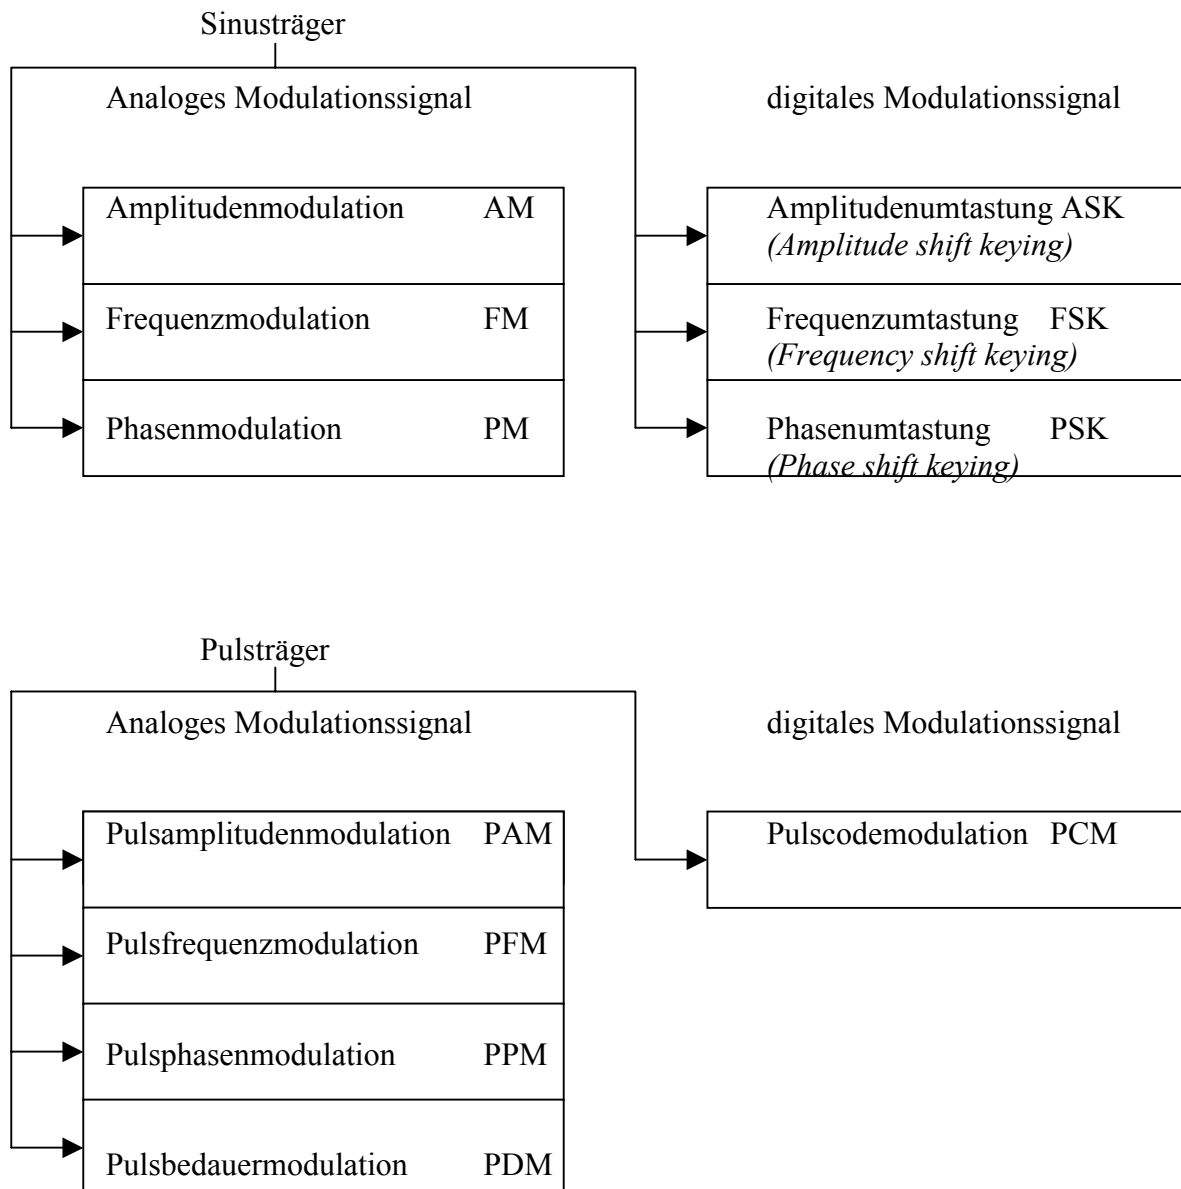 Sinusträger
Analoges Modulationssignal
digitales Modulationssignal
Amplitudenmodulation AM
Amplitudenumtastung ASK
(Amplitude shift keying)
Frequenzmodulation FM
Frequenzumtastung FSK
(Frequency shift keying)
Phasenmodulation PM
Phasenumtastung PSK
(Phase shift keying)
Pulsträger
Analoges Modulationssignal
digitales Modulationssignal
Pulsamplitudenmodulation PAM
Pulscodemodulation PCM
Pulsfrequenzmodulation PFM
Pulsphasenmodulation PPM
Pulsbedauermodulation PDM